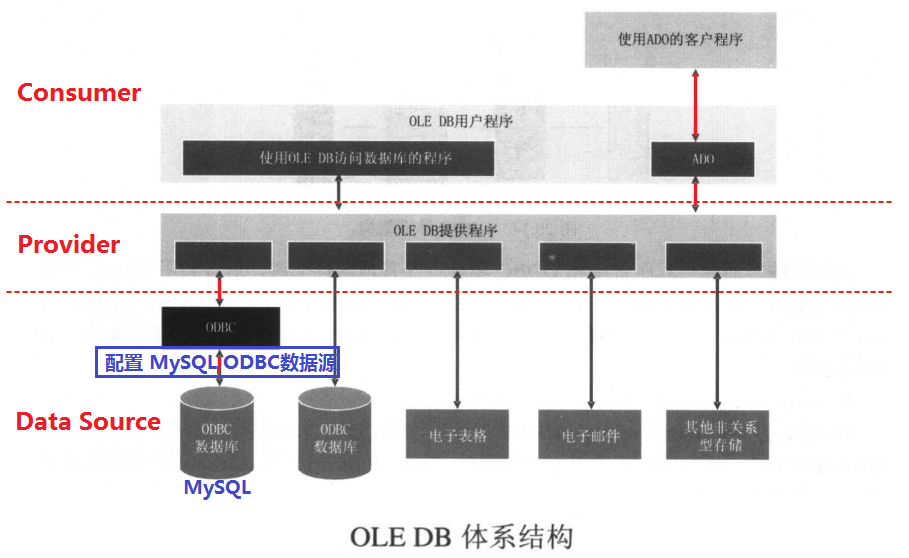 使用ADO的客户程序
Consumer
OLE DB用户程序
使用OLE DB访问数据库的程序
ADO
Provider
OLE DB提供程序
ODBC
配置 MySQL ODBC数据源
Data Source
ODBC
数据库
ODBC
数据库
电子表格
电子邮件
其他非关系
型存储
MySQL
OLE DB 体系结构